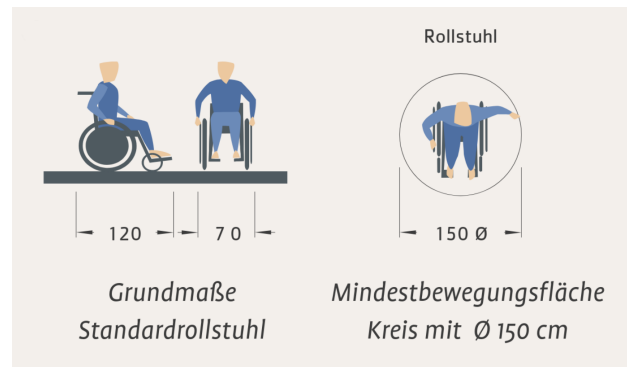 Rollstuhl
120
70
150 Ø
Grundmaße
Standardrollstuhl
Mindestbewegungsfläche
Kreis mit Ø 150 cm